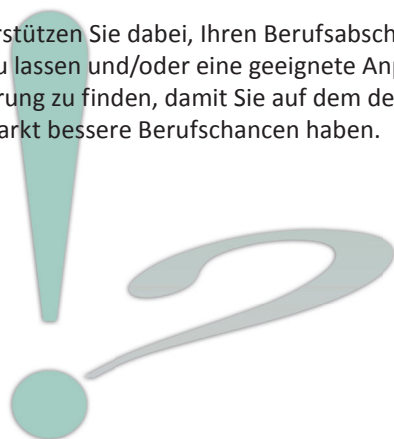 rstützen Sie dabei, Ihren Berufsabsch
u lassen und/oder eine geeignete Anp
rung zu finden, damit Sie auf dem de
arkt bessere Berufschancen haben.